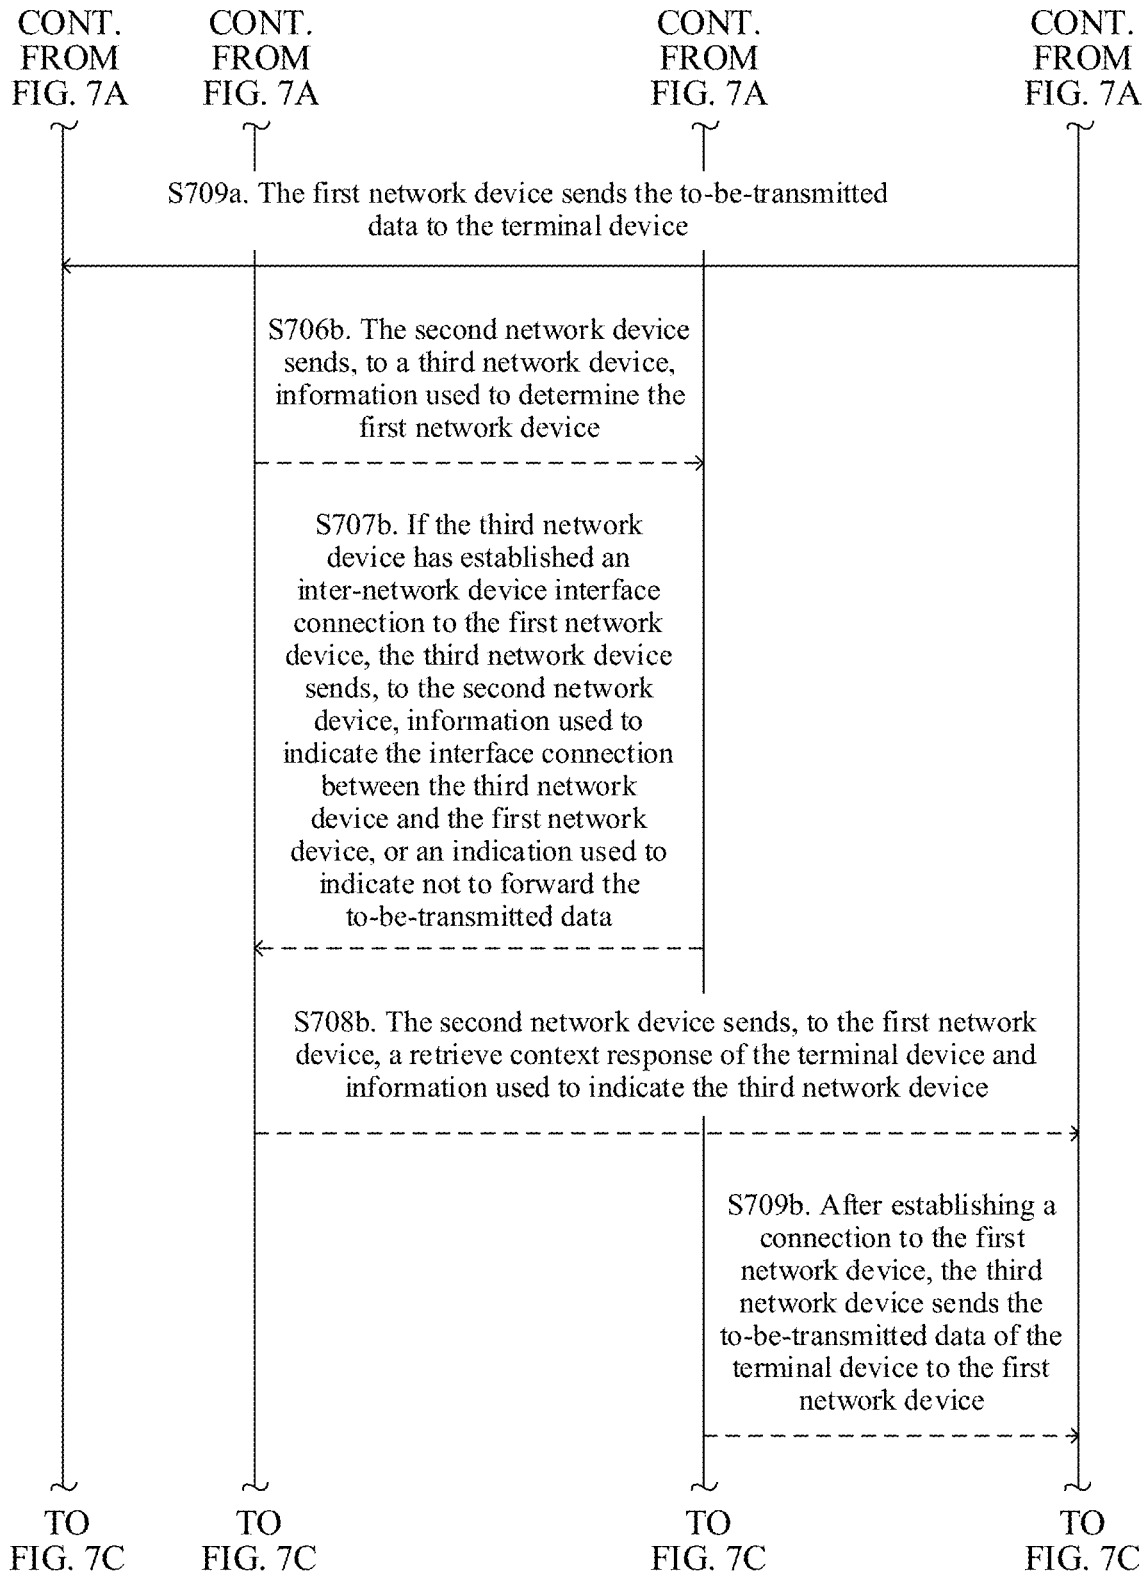 CONT. FROM FIG. 7A
CONT. FROM FIG. 7A
CONT. FROM FIG. 7A
CONT. FROM FIG. 7A
S709a. The first network device sends the to-be-transmitted
data to the terminal device
S706b. The second network device
sends, to a third network device,
information used to determine the
first network device
S707b. If the third network
device has established an
inter-network device interface
connection to the first network
device, the third network device
sends, to the second network
device, information used to
indicate the interface connection
between the third network
device and the first network
device, or an indication used to
indicate not to forward the
to-be-transmitted data
S708b. The second network device sends, to the first network
device, a retrieve context response of the terminal device and
information used to indicate the third network device
S709b. After establishing a
connection to the first
network device, the third
network device sends the
to-be-transmitted data of the
terminal device to the first
network device
TO FIG. 7C
TO FIG. 7C
TO FIG. 7C
TO FIG. 7C